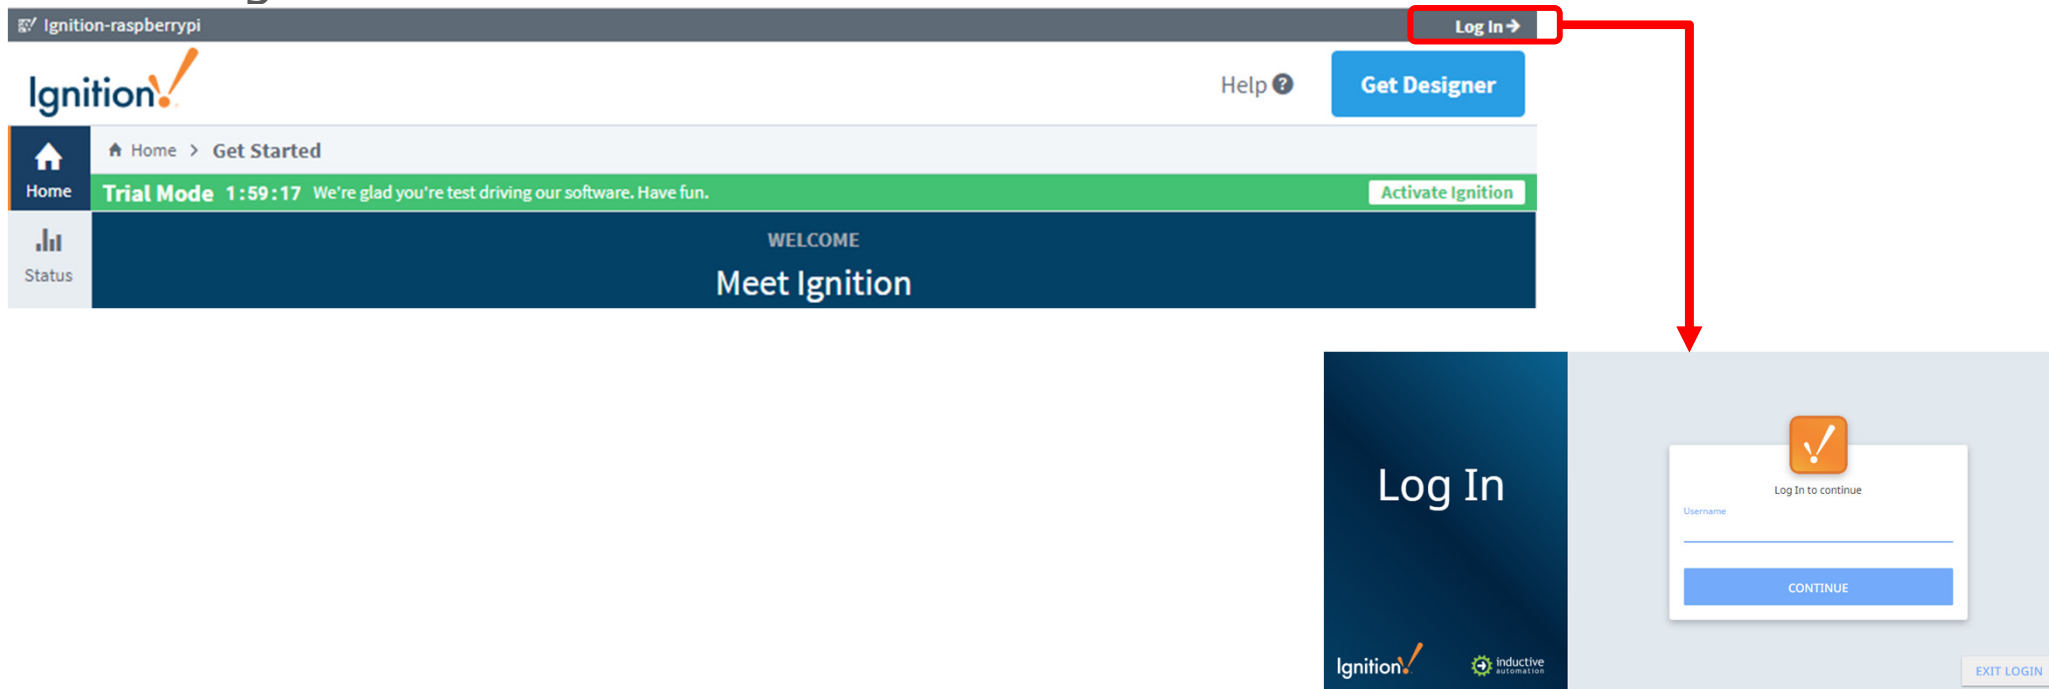 Ignition-raspberrypi
Log In
Ignition!
Help ?
Get Designer
Home > Get Started
Home
Trial Mode 1:59:17 We're glad you're test driving our software. Have fun.
Activate Ignition
Status
WELCOME
Meet Ignition
Log In
Log In to continue
Username
CONTINUE
Ignition!
inductive
automation
EXIT LOGIN